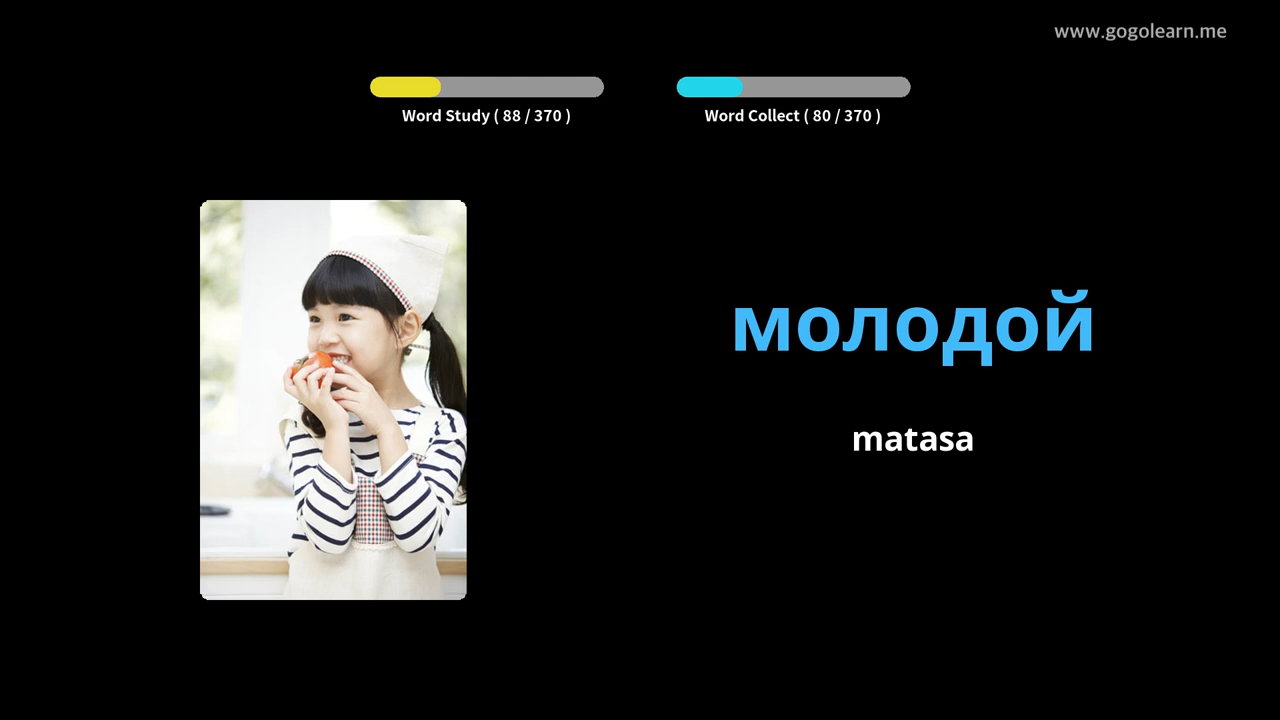 www.gogolearn.me
Word Study ( 88 / 370 )
Word Collect ( 80 / 370 )
молодой
matasa